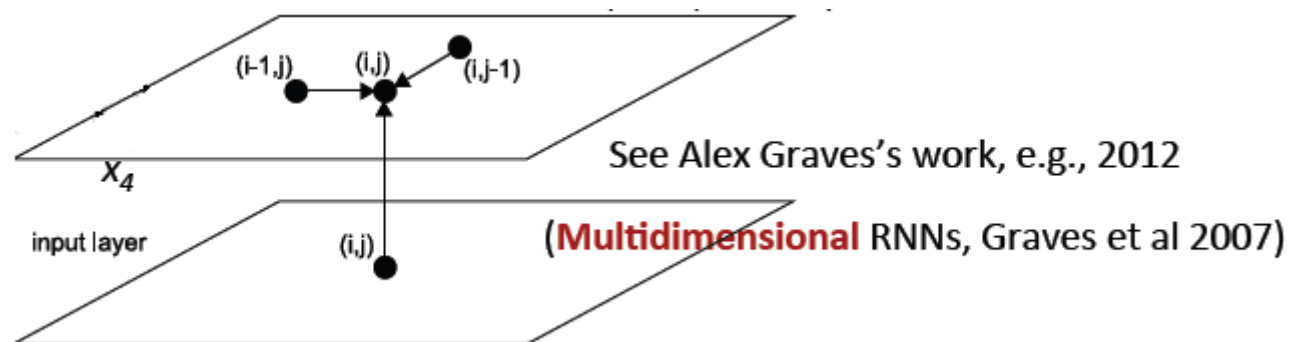 (i-1,j)
(i,j)
(i,j-1)
x₄
See Alex Graves's work, e.g., 2012
input layer
(i,j)
(Multidimensional RNNs, Graves et al 2007)